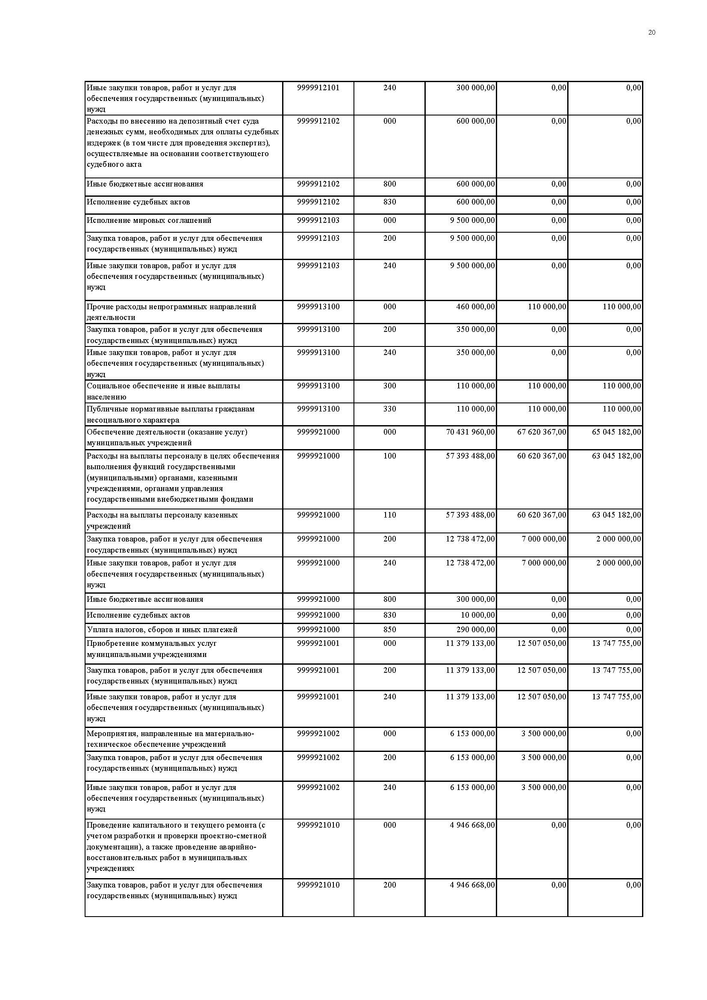 20
Иные закупки товаров, работ и услуг для 9999912101 240 300 000,00 0,00 0,00
обеспечения государственных (муниципальных)
нужд
Расходы по внесению на депозитный счет суда 9999912102 000 600 000,00 0,00 0,00
денежных сумм, необходимых для оплаты судебных
издержек (в том чисте для проведения экспертиз),
осуществляемые на основании соответствующего
судебного акта
Иные бюджетные ассигнования 9999912102 800 600 000,00 0,00 0,00
Исполнение судебных актов 9999912102 830 600 000,00 0,00 0,00
Исполнение мировых соглашений 9999912103 000 9 500 000,00 0,00 0,00
Закупка товаров, работ и услуг для обеспечения 9999912103 200 9 500 000,00 0,00 0,00
государственных (муниципальных) нужд
Иные закупки товаров, работ и услуг для 9999912103 240 9 500 000,00 0,00 0,00
обеспечения государственных (муниципальных)
нужд
Прочие расходы непрограммных направлений 9999913100 000 460 000,00 110 000,00 110 000,00
деятельности
Закупка товаров, работ и услуг для обеспечения 9999913100 200 350 000,00 0,00 0,00
государственных (муниципальных) нужд
Иные закупки товаров, работ и услуг для 9999913100 240 350 000,00 0,00 0,00
обеспечения государственных (муниципальных)
нужд
Социальное обеспечение и иные выплаты 9999913100 300 110 000,00 110 000,00 110 000,00
населению
Публичные нормативные выплаты гражданам 9999913100 330 110 000,00 110 000,00 110 000,00
несоциального характера
Обеспечение деятельности (оказание услуг) 9999921000 000 70 431 960,00 67 620 367,00 65 045 182,00
муниципальных учреждений
Расходы на выплаты персоналу в целях обеспечения 9999921000 100 57 393 488,00 60 620 367,00 63 045 182,00
выполнения функций государственными
(муниципальными) органами, казенными
учреждениями, органами управления
государственными внебюджетными фондами
Расходы на выплаты персоналу казенных 9999921000 110 57 393 488,00 60 620 367,00 63 045 182,00
учреждений
Закупка товаров, работ и услуг для обеспечения 9999921000 200 12 738 472,00 7 000 000,00 2 000 000,00
государственных (муниципальных) нужд
Иные закупки товаров, работ и услуг для 9999921000 240 12 738 472,00 7 000 000,00 2 000 000,00
обеспечения государственных (муниципальных)
нужд
Иные бюджетные ассигнования 9999921000 800 300 000,00 0,00 0,00
Исполнение судебных актов 9999921000 830 10 000,00 0,00 0,00
Уплата налогов, сборов и иных платежей 9999921000 850 290 000,00 0,00 0,00
Приобретение коммунальных услуг 9999921001 000 11 379 133,00 12 507 050,00 13 747 755,00
муниципальными учреждениями
Закупка товаров, работ и услуг для обеспечения 9999921001 200 11 379 133,00 12 507 050,00 13 747 755,00
государственных (муниципальных) нужд
Иные закупки товаров, работ и услуг для 9999921001 240 11 379 133,00 12 507 050,00 13 747 755,00
обеспечения государственных (муниципальных)
нужд
Мероприятия, направленные на материально- 9999921002 000 6 153 000,00 3 500 000,00 0,00
техническое обеспечение учреждений
Закупка товаров, работ и услуг для обеспечения 9999921002 200 6 153 000,00 3 500 000,00 0,00
государственных (муниципальных) нужд
Иные закупки товаров, работ и услуг для 9999921002 240 6 153 000,00 3 500 000,00 0,00
обеспечения государственных (муниципальных)
нужд
Проведение капитального и текущего ремонта (с 9999921010 000 4 946 668,00 0,00 0,00
учетом разработки и проверки проектно-сметной
документации), а также проведение аварийно-
восстановительных работ в муниципальных
учреждениях
Закупка товаров, работ и услуг для обеспечения 9999921010 200 4 946 668,00 0,00 0,00
государственных (муниципальных) нужд